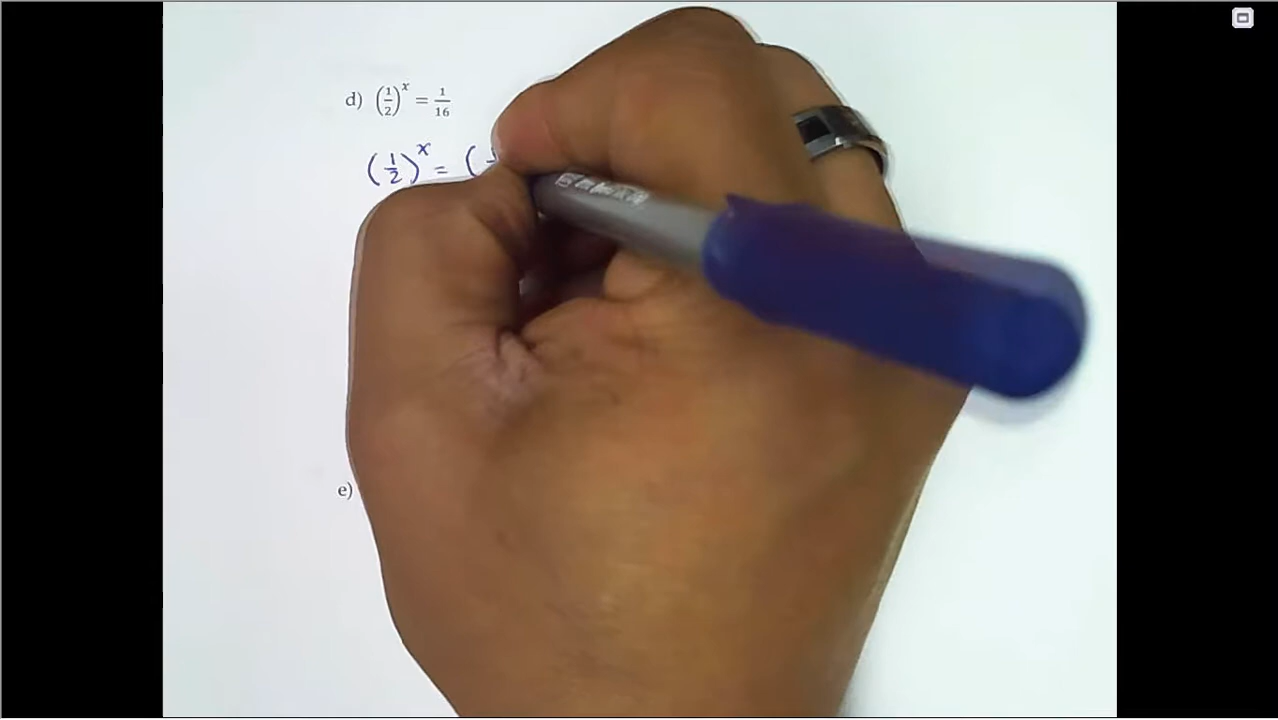 d) (1/2)^x = 1/16
(1/2)^x = (
e)